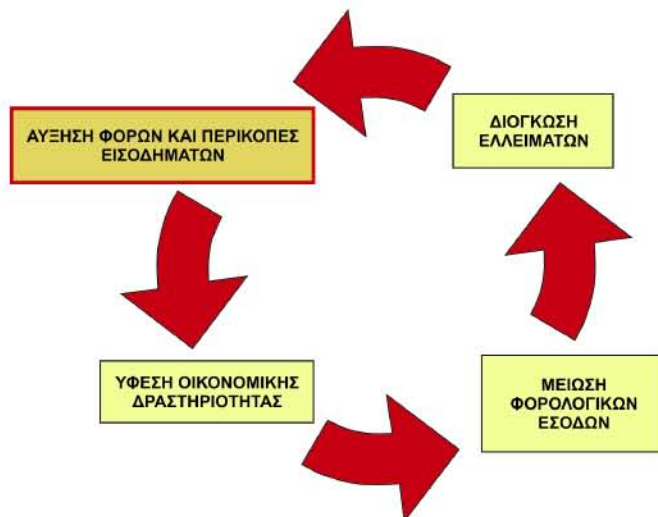 ΑΥΞΗΣΗ ΦΟΡΩΝ ΚΑΙ ΠΕΡΙΚΟΠΕΣ
ΕΙΣΟΔΗΜΑΤΩΝ
ΔΙΟΓΚΩΣΗ
ΕΛΛΕΙΜΑΤΩΝ
ΥΦΕΣΗ ΟΙΚΟΝΟΜΙΚΗΣ
ΔΡΑΣΤΗΡΙΟΤΗΤΑΣ
ΜΕΙΩΣΗ
ΦΟΡΟΛΟΓΙΚΩΝ
ΕΣΟΔΩΝ